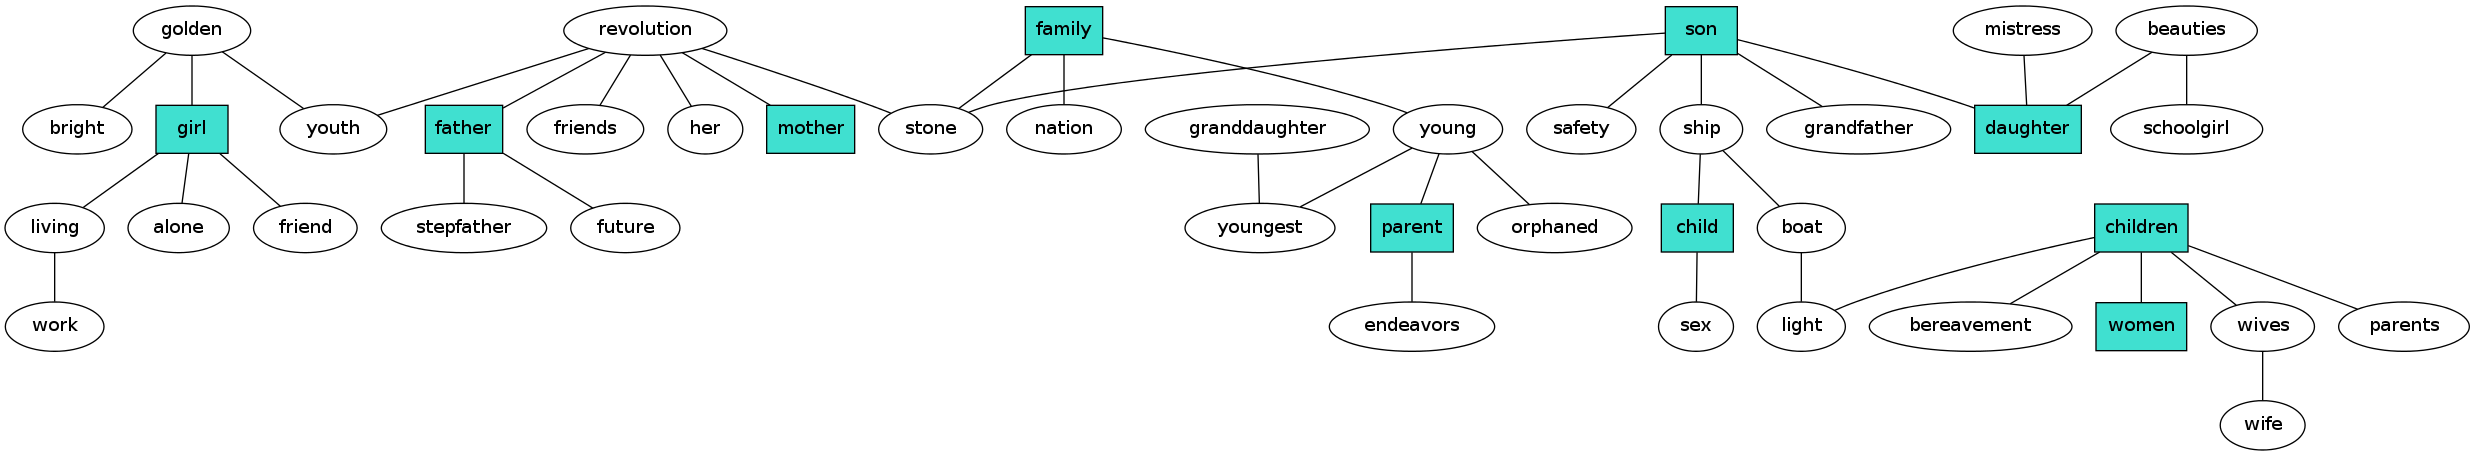 golden
revolution
family
son
mistress
beauties
bright
girl
youth
father
friends
her
mother
stone
nation
granddaughter
young
safety
ship
grandfather
daughter
schoolgirl
living
alone
friend
stepfather
future
youngest
parent
orphaned
child
boat
children
work
endeavors
sex
light
bereavement
women
wives
parents
wife